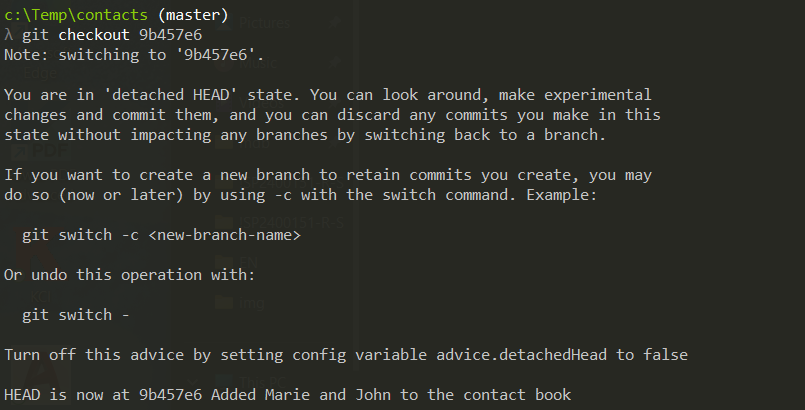 c:\Temp\contacts (master)
λ git checkout 9b457e6
Note: switching to '9b457e6'.
You are in 'detached HEAD' state. You can look around, make experimental
changes and commit them, and you can discard any commits you make in this
state without impacting any branches by switching back to a branch.
If you want to create a new branch to retain commits you create, you may
do so (now or later) by using -c with the switch command. Example:
git switch -c <new-branch-name>
Or undo this operation with:
git switch -
Turn off this advice by setting config variable advice.detachedHead to false
HEAD is now at 9b457e6 Added Marie and John to the contact book